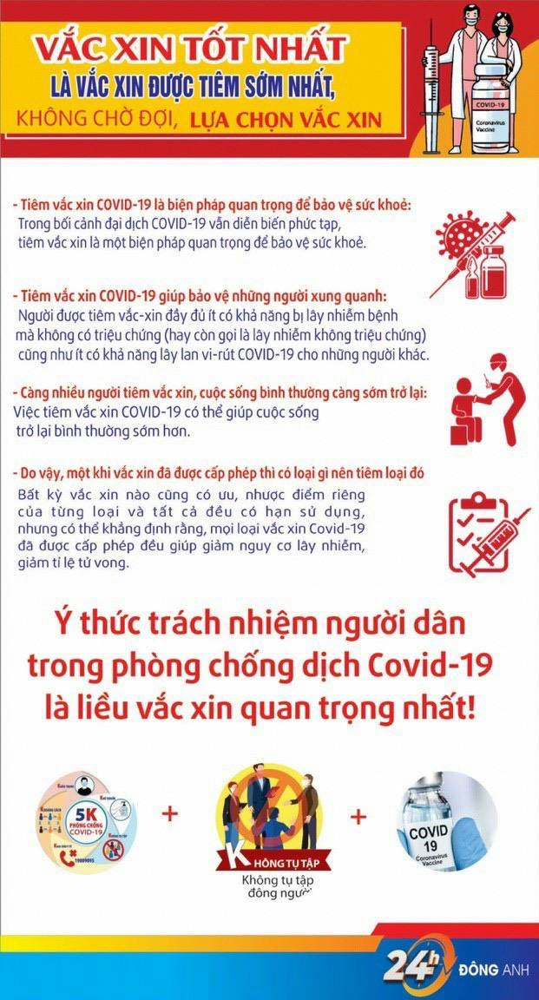 VẮC XIN TỐT NHẤT
LÀ VẮC XIN ĐƯỢC TIÊM SỚM NHẤT,
KHÔNG CHỜ ĐỢI, LỰA CHỌN VẮC XIN
COVID-19
Coronavirus
Vaccine
- Tiêm vắc xin COVID-19 là biện pháp quan trọng để bảo vệ sức khoẻ:
Trong bối cảnh đại dịch COVID-19 vẫn diễn biến phức tạp,
tiêm vắc xin là một biện pháp quan trọng để bảo vệ sức khoẻ.
- Tiêm vắc xin COVID-19 giúp bảo vệ những người xung quanh:
Người được tiêm vắc-xin đầy đủ ít có khả năng bị lây nhiễm bệnh
mà không có triệu chứng (hay còn gọi là lây nhiễm không triệu chứng)
cũng như ít có khả năng lây lan vi-rút COVID-19 cho những người khác.
- Càng nhiều người tiêm vắc xin, cuộc sống bình thường càng sớm trở lại:
Việc tiêm vắc xin COVID-19 có thể giúp cuộc sống
trở lại bình thường sớm hơn.
- Do vậy, một khi vắc xin đã được cấp phép thì có loại gì nên tiêm loại đó
Bất kỳ vắc xin nào cũng có ưu, nhược điểm riêng
của từng loại và tất cả đều có hạn sử dụng,
nhưng có thể khẳng định rằng, mọi loại vắc xin Covid-19
đã được cấp phép đều giúp giảm nguy cơ lây nhiễm,
giảm tỉ lệ tử vong.
Ý thức trách nhiệm người dân
trong phòng chống dịch Covid-19
là liều vắc xin quan trọng nhất!
KHẨU TRANG
KHỬ KHUẨN
KHOẢNG CÁCH
5K
PHÒNG CHỐNG
COVID-19
KHÔNG TỤ TẬP
KHAI BÁO Y TẾ
19009095
+
KHÔNG TỤ TẬP
Không tụ tập
đông người
+
COVID
19
Coronavirus
Vaccine
24h ĐÔNG ANH